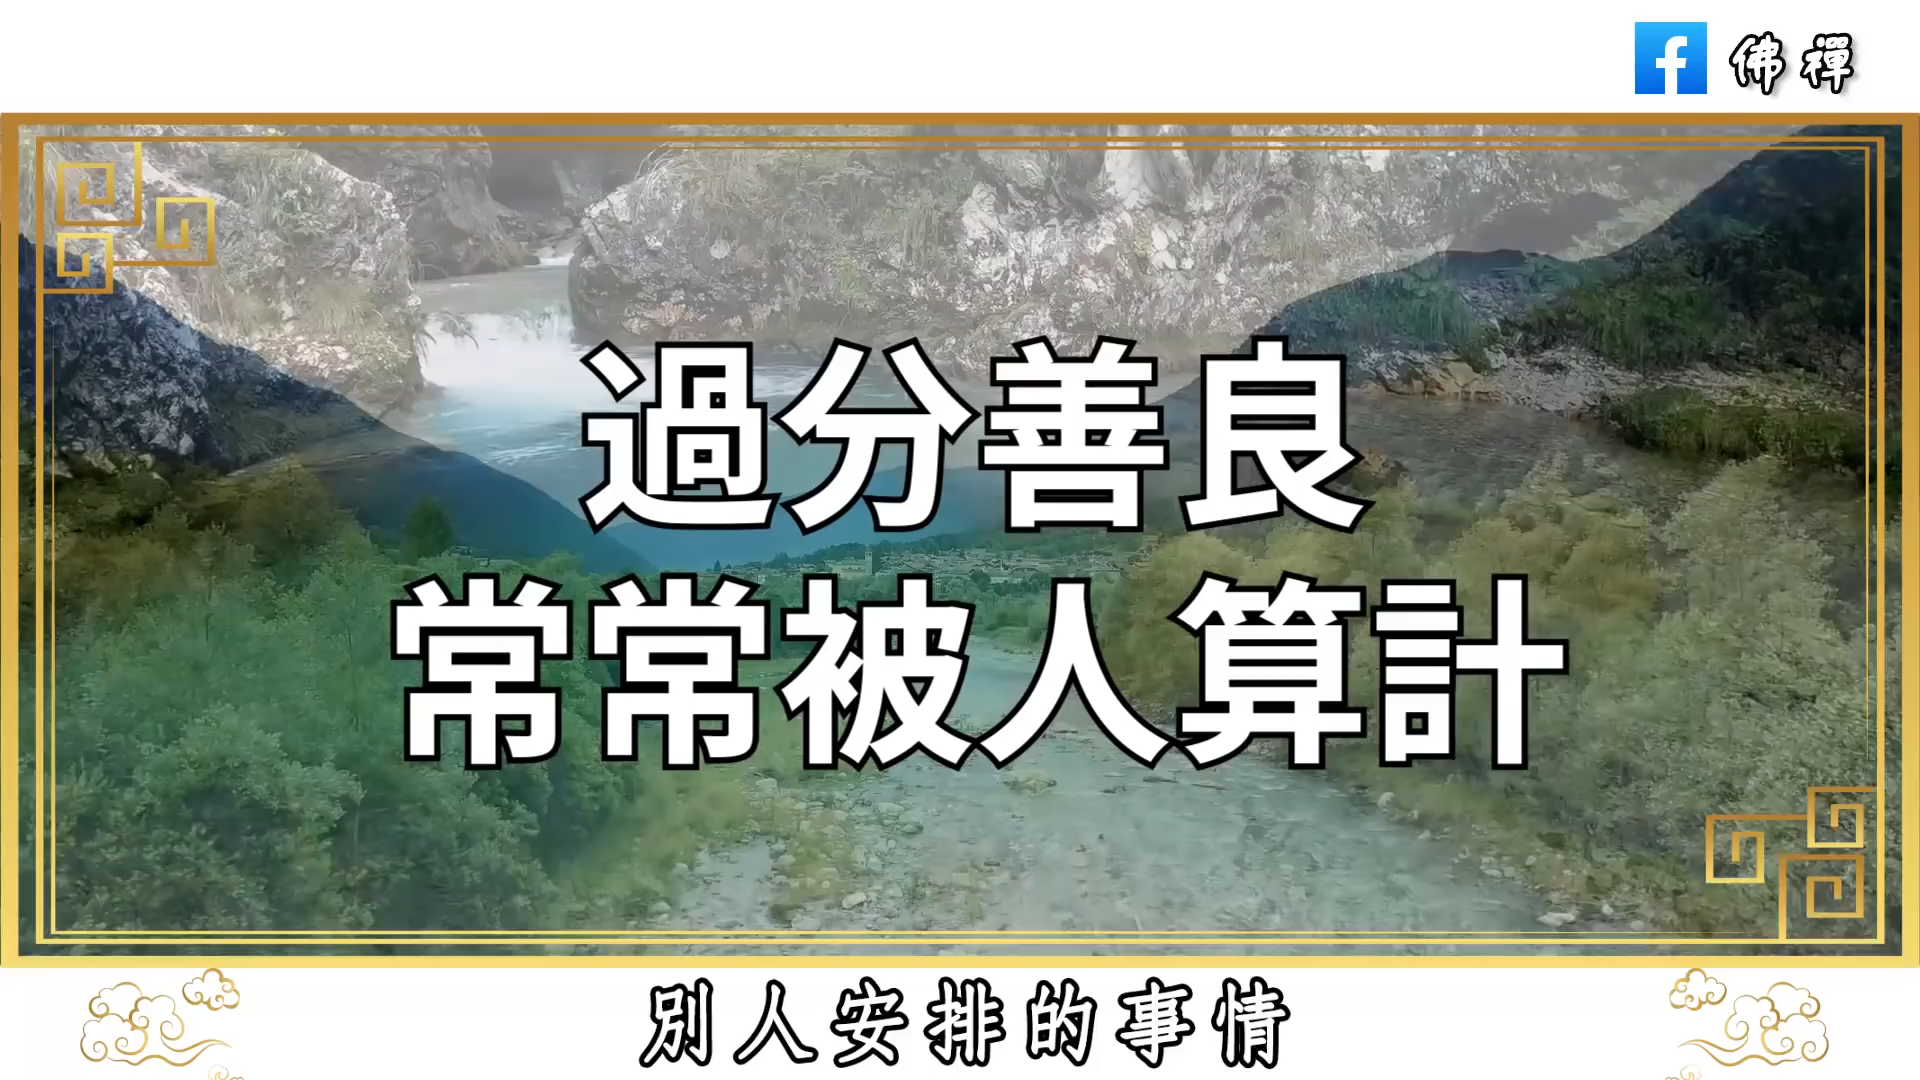 佛禪
過分善良
常常被人算計
別人安排的事情